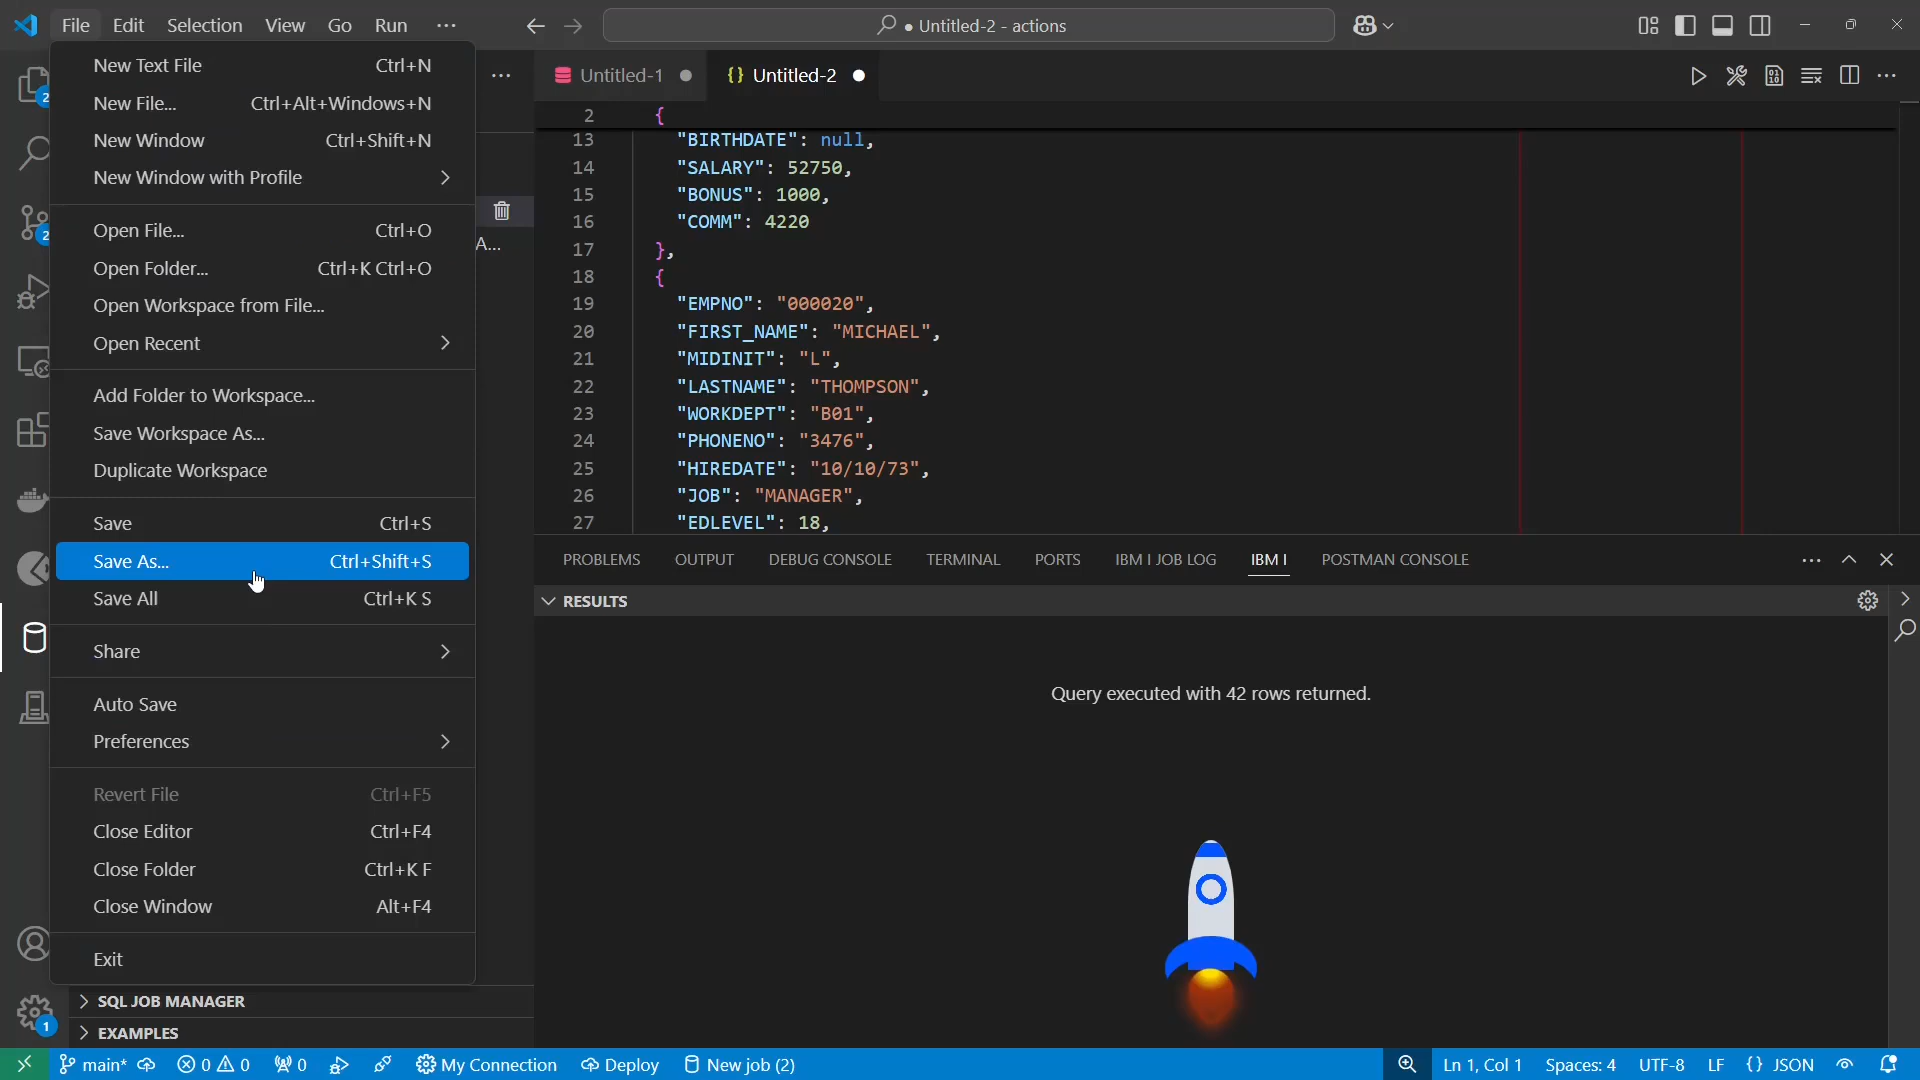 File Edit Selection View Go Run ···
● Untitled-2 - actions
New Text File Ctrl+N
New File... Ctrl+Alt+Windows+N
New Window Ctrl+Shift+N
New Window with Profile
Open File... Ctrl+O
Open Folder... Ctrl+K Ctrl+O
Open Workspace from File...
Open Recent
Add Folder to Workspace...
Save Workspace As...
Duplicate Workspace
Save Ctrl+S
Save As... Ctrl+Shift+S
Save All Ctrl+K S
Share
Auto Save
Preferences
Revert File Ctrl+F5
Close Editor Ctrl+F4
Close Folder Ctrl+K F
Close Window Alt+F4
Exit
2
2
1
A...
SQL JOB MANAGER
EXAMPLES
Untitled-1
{} Untitled-2
2 {
13 "BIRTHDATE": null,
14 "SALARY": 52750,
15 "BONUS": 1000,
16 "COMM": 4220
17 },
18 {
19 "EMPNO": "000020",
20 "FIRST_NAME": "MICHAEL",
21 "MIDINIT": "L",
22 "LASTNAME": "THOMPSON",
23 "WORKDEPT": "B01",
24 "PHONENO": "3476",
25 "HIREDATE": "10/10/73",
26 "JOB": "MANAGER",
27 "EDLEVEL": 18,
PROBLEMS OUTPUT DEBUG CONSOLE TERMINAL PORTS IBM I JOB LOG IBM I POSTMAN CONSOLE
RESULTS
Query executed with 42 rows returned.
main* 0 0 0 My Connection Deploy New job (2) Ln 1, Col 1 Spaces: 4 UTF-8 LF {} JSON